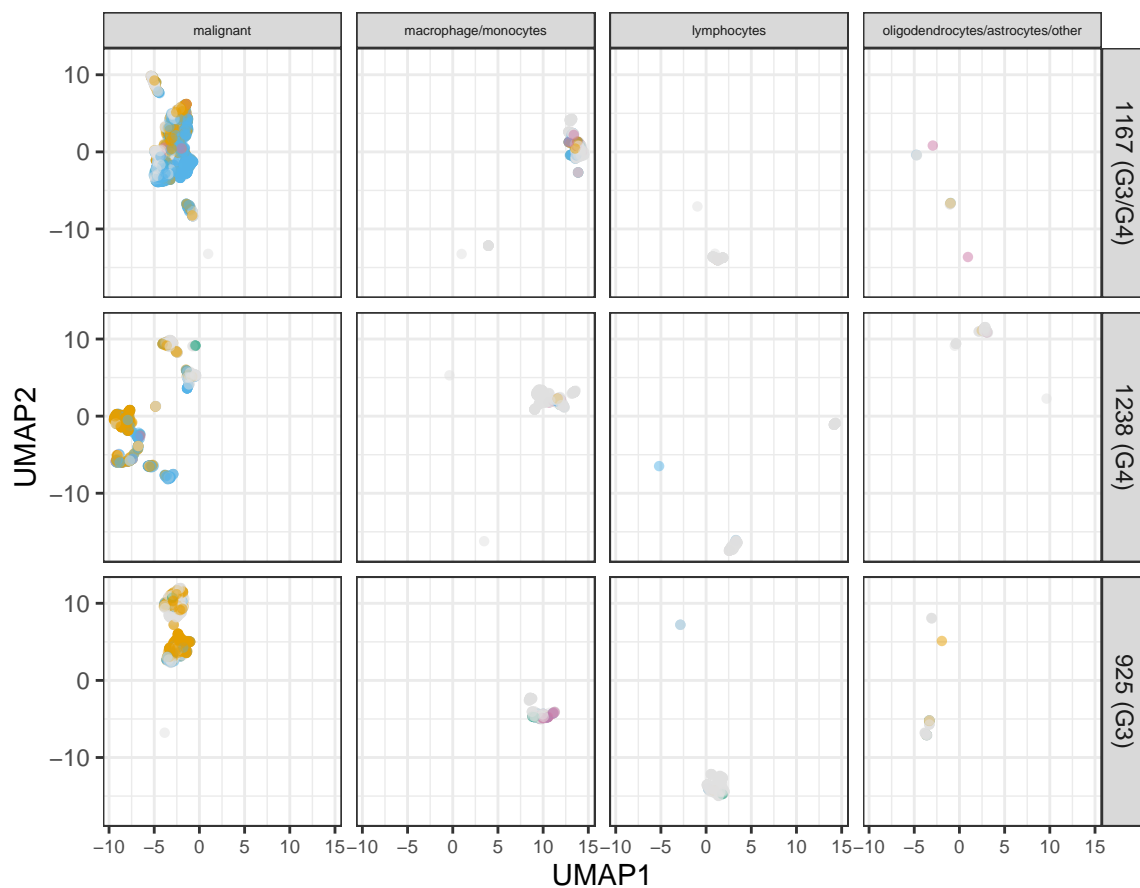 malignant
macrophage/monocytes
lymphocytes
oligodendrocytes/astrocytes/other
10
0
−10
1167 (G3/G4)
10
0
−10
1238 (G4)
10
0
−10
925 (G3)
UMAP2
−10 −5 0 5 10 15 −10 −5 0 5 10 15 −10 −5 0 5 10 15 −10 −5 0 5 10 15
UMAP1